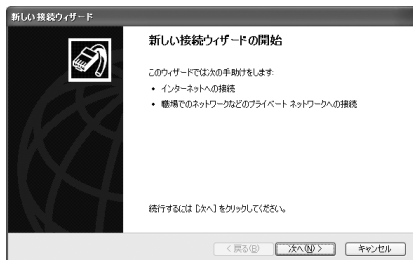 新しい接続ウィザード
新しい接続ウィザードの開始
このウィザードでは次の手助けをします:
• インターネットへの接続
• 職場でのネットワークなどのプライベート ネットワークへの接続
続行するには [次へ] をクリックしてください。
< 戻る(B)
次へ(N) >
キャンセル